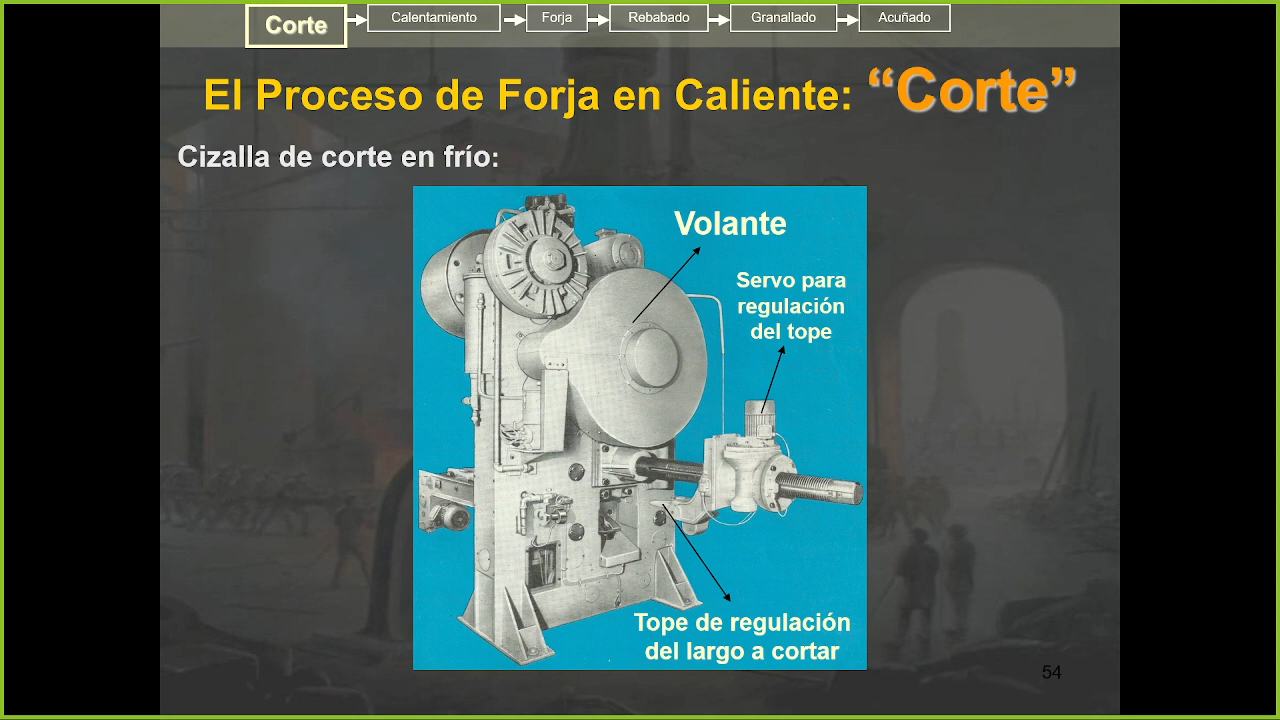 Corte
Calentamiento
Forja
Rebabado
Granallado
Acuñado
El Proceso de Forja en Caliente: “Corte”
Cizalla de corte en frío:
Volante
Servo para
regulación
del tope
Tope de regulación
del largo a cortar
54